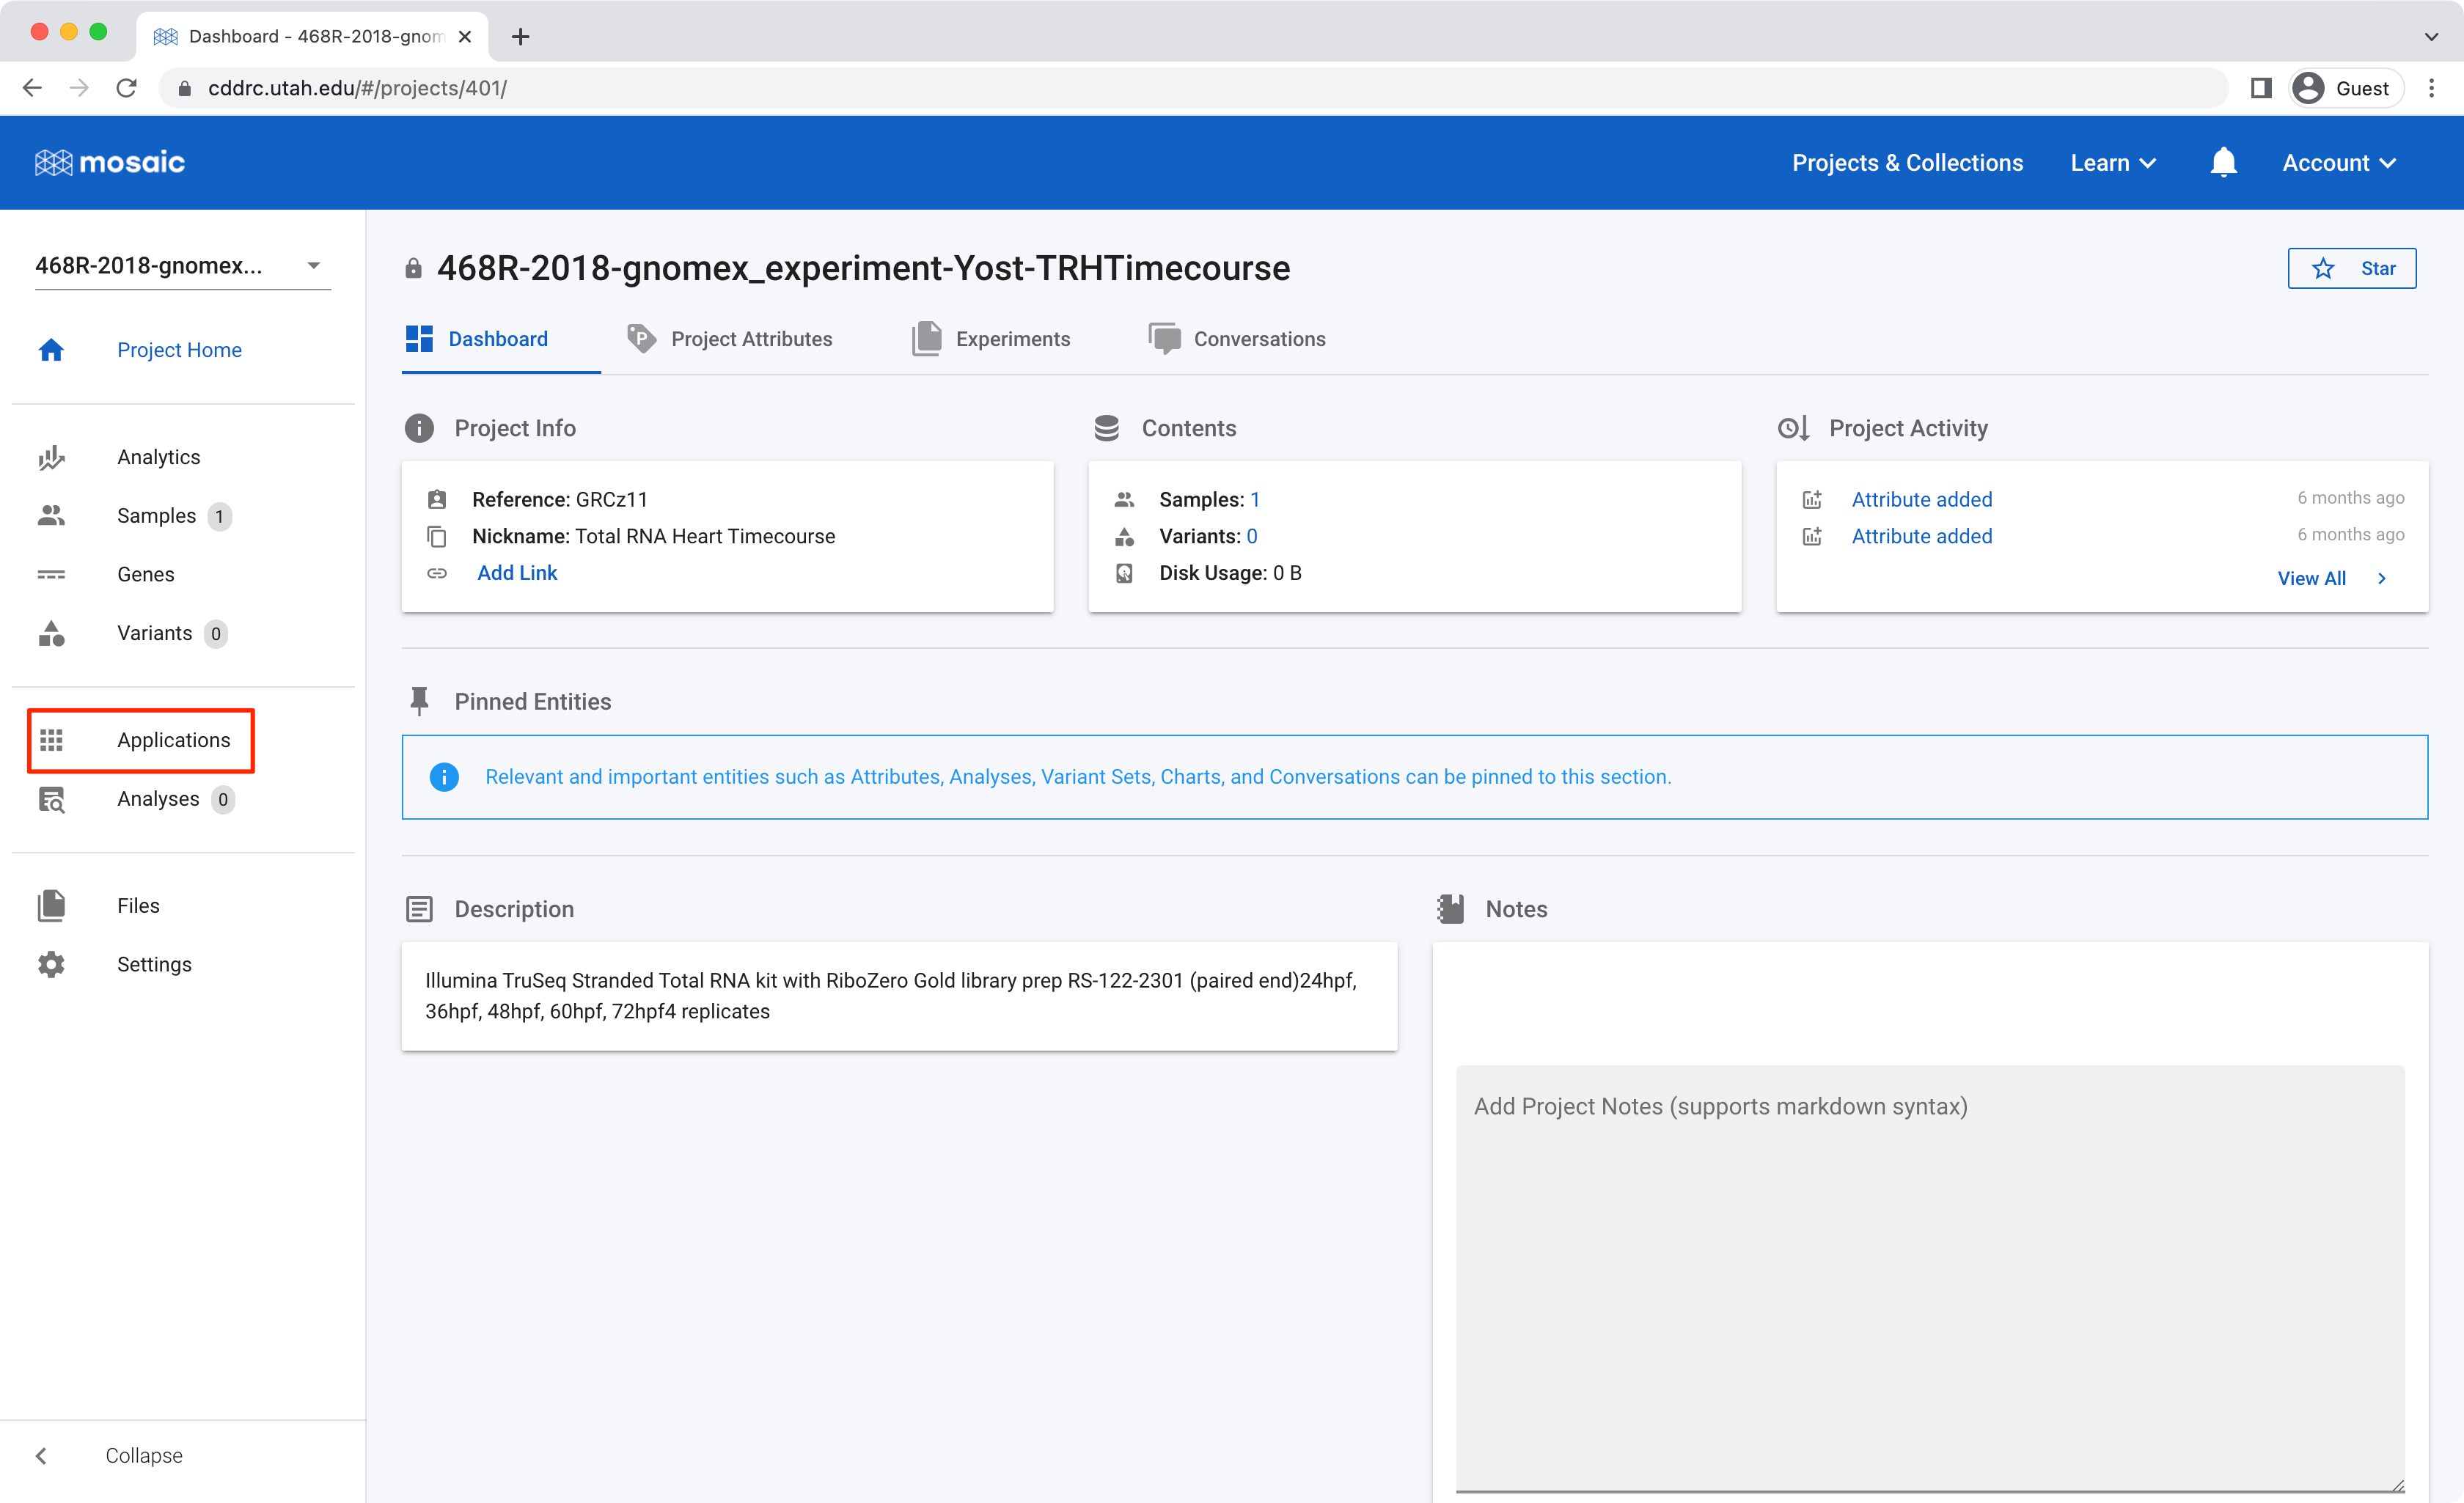 Dashboard - 468R-2018-gnom
cddrc.utah.edu/#/projects/401/
Guest
mosaic
Projects & Collections
Learn
Account
468R-2018-gnomex...
Project Home
Analytics
Samples 1
Genes
Variants 0
Applications
Analyses 0
Files
Settings
Collapse
468R-2018-gnomex_experiment-Yost-TRHTimecourse
Star
Dashboard
Project Attributes
Experiments
Conversations
Project Info
Reference: GRCz11
Nickname: Total RNA Heart Timecourse
Add Link
Contents
Samples: 1
Variants: 0
Disk Usage: 0 B
Project Activity
Attribute added 6 months ago
Attribute added 6 months ago
View All
Pinned Entities
Relevant and important entities such as Attributes, Analyses, Variant Sets, Charts, and Conversations can be pinned to this section.
Description
Illumina TruSeq Stranded Total RNA kit with RiboZero Gold library prep RS-122-2301 (paired end)24hpf,
36hpf, 48hpf, 60hpf, 72hpf4 replicates
Notes
Add Project Notes (supports markdown syntax)